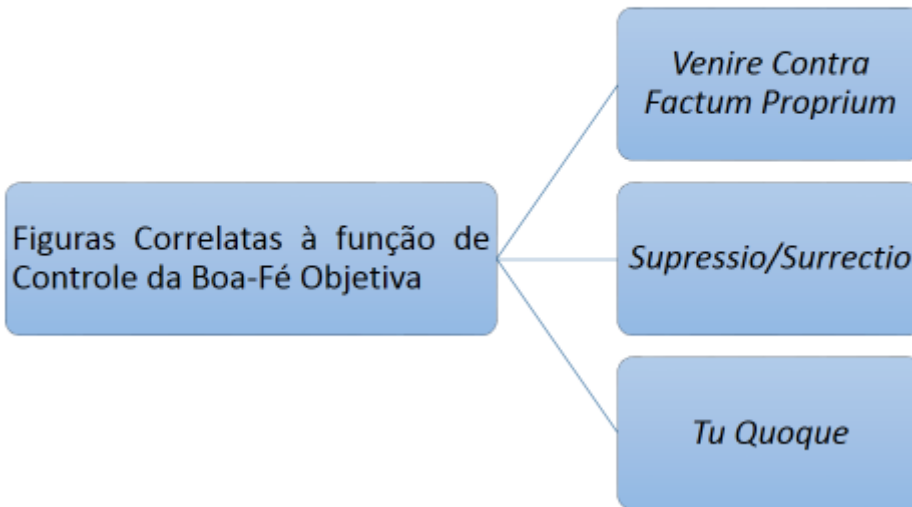 Venire Contra
Factum Proprium
Figuras Correlatas à função de
Controle da Boa-Fé Objetiva
Supressio/Surrectio
Tu Quoque